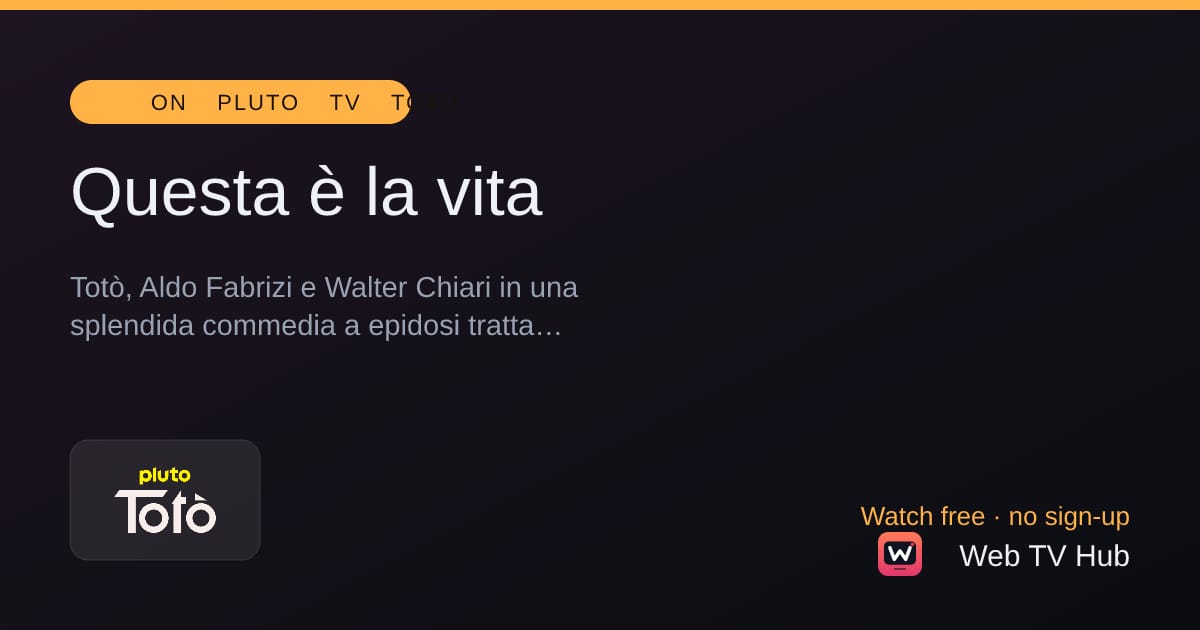 ON PLUTO TV TOTÒ
Questa è la vita
Totò, Aldo Fabrizi e Walter Chiari in una
splendida commedia a epidosi tratta…
pluto
Totò
Watch free · no sign-up
Web TV Hub